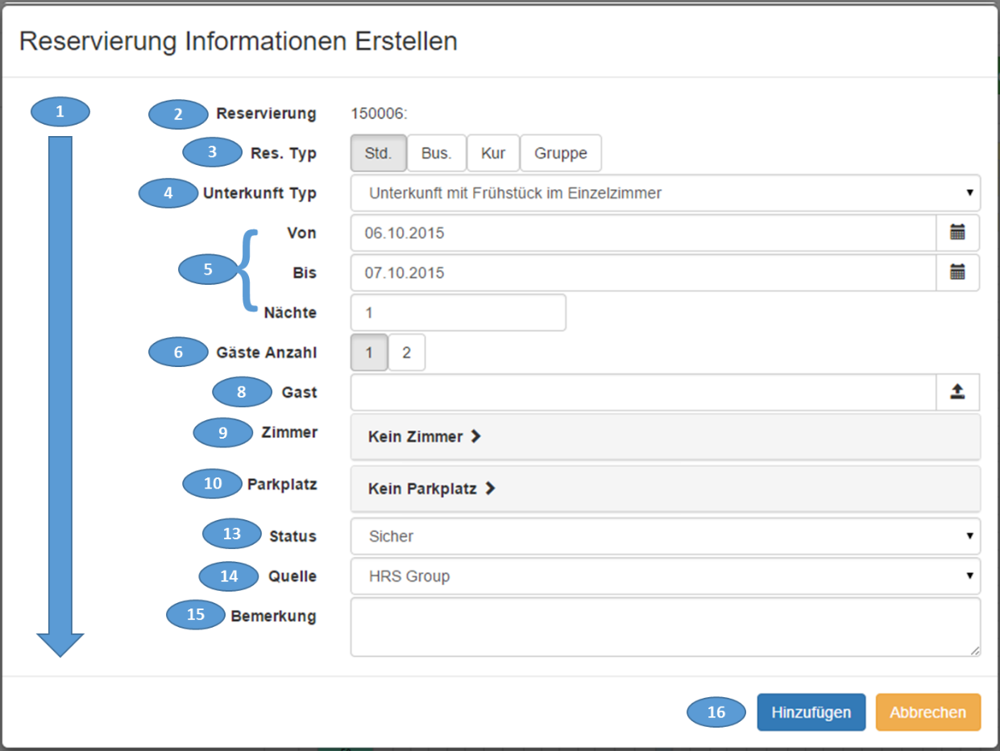 Reservierung Informationen Erstellen
1
2 Reservierung 150006:
3 Res. Typ Std. Bus. Kur Gruppe
4 Unterkunft Typ Unterkunft mit Frühstück im Einzelzimmer
Von 06.10.2015
5
Bis 07.10.2015
Nächte 1
6 Gäste Anzahl 1 2
8 Gast
9 Zimmer Kein Zimmer
10 Parkplatz Kein Parkplatz
13 Status Sicher
14 Quelle HRS Group
15 Bemerkung
16 Hinzufügen Abbrechen